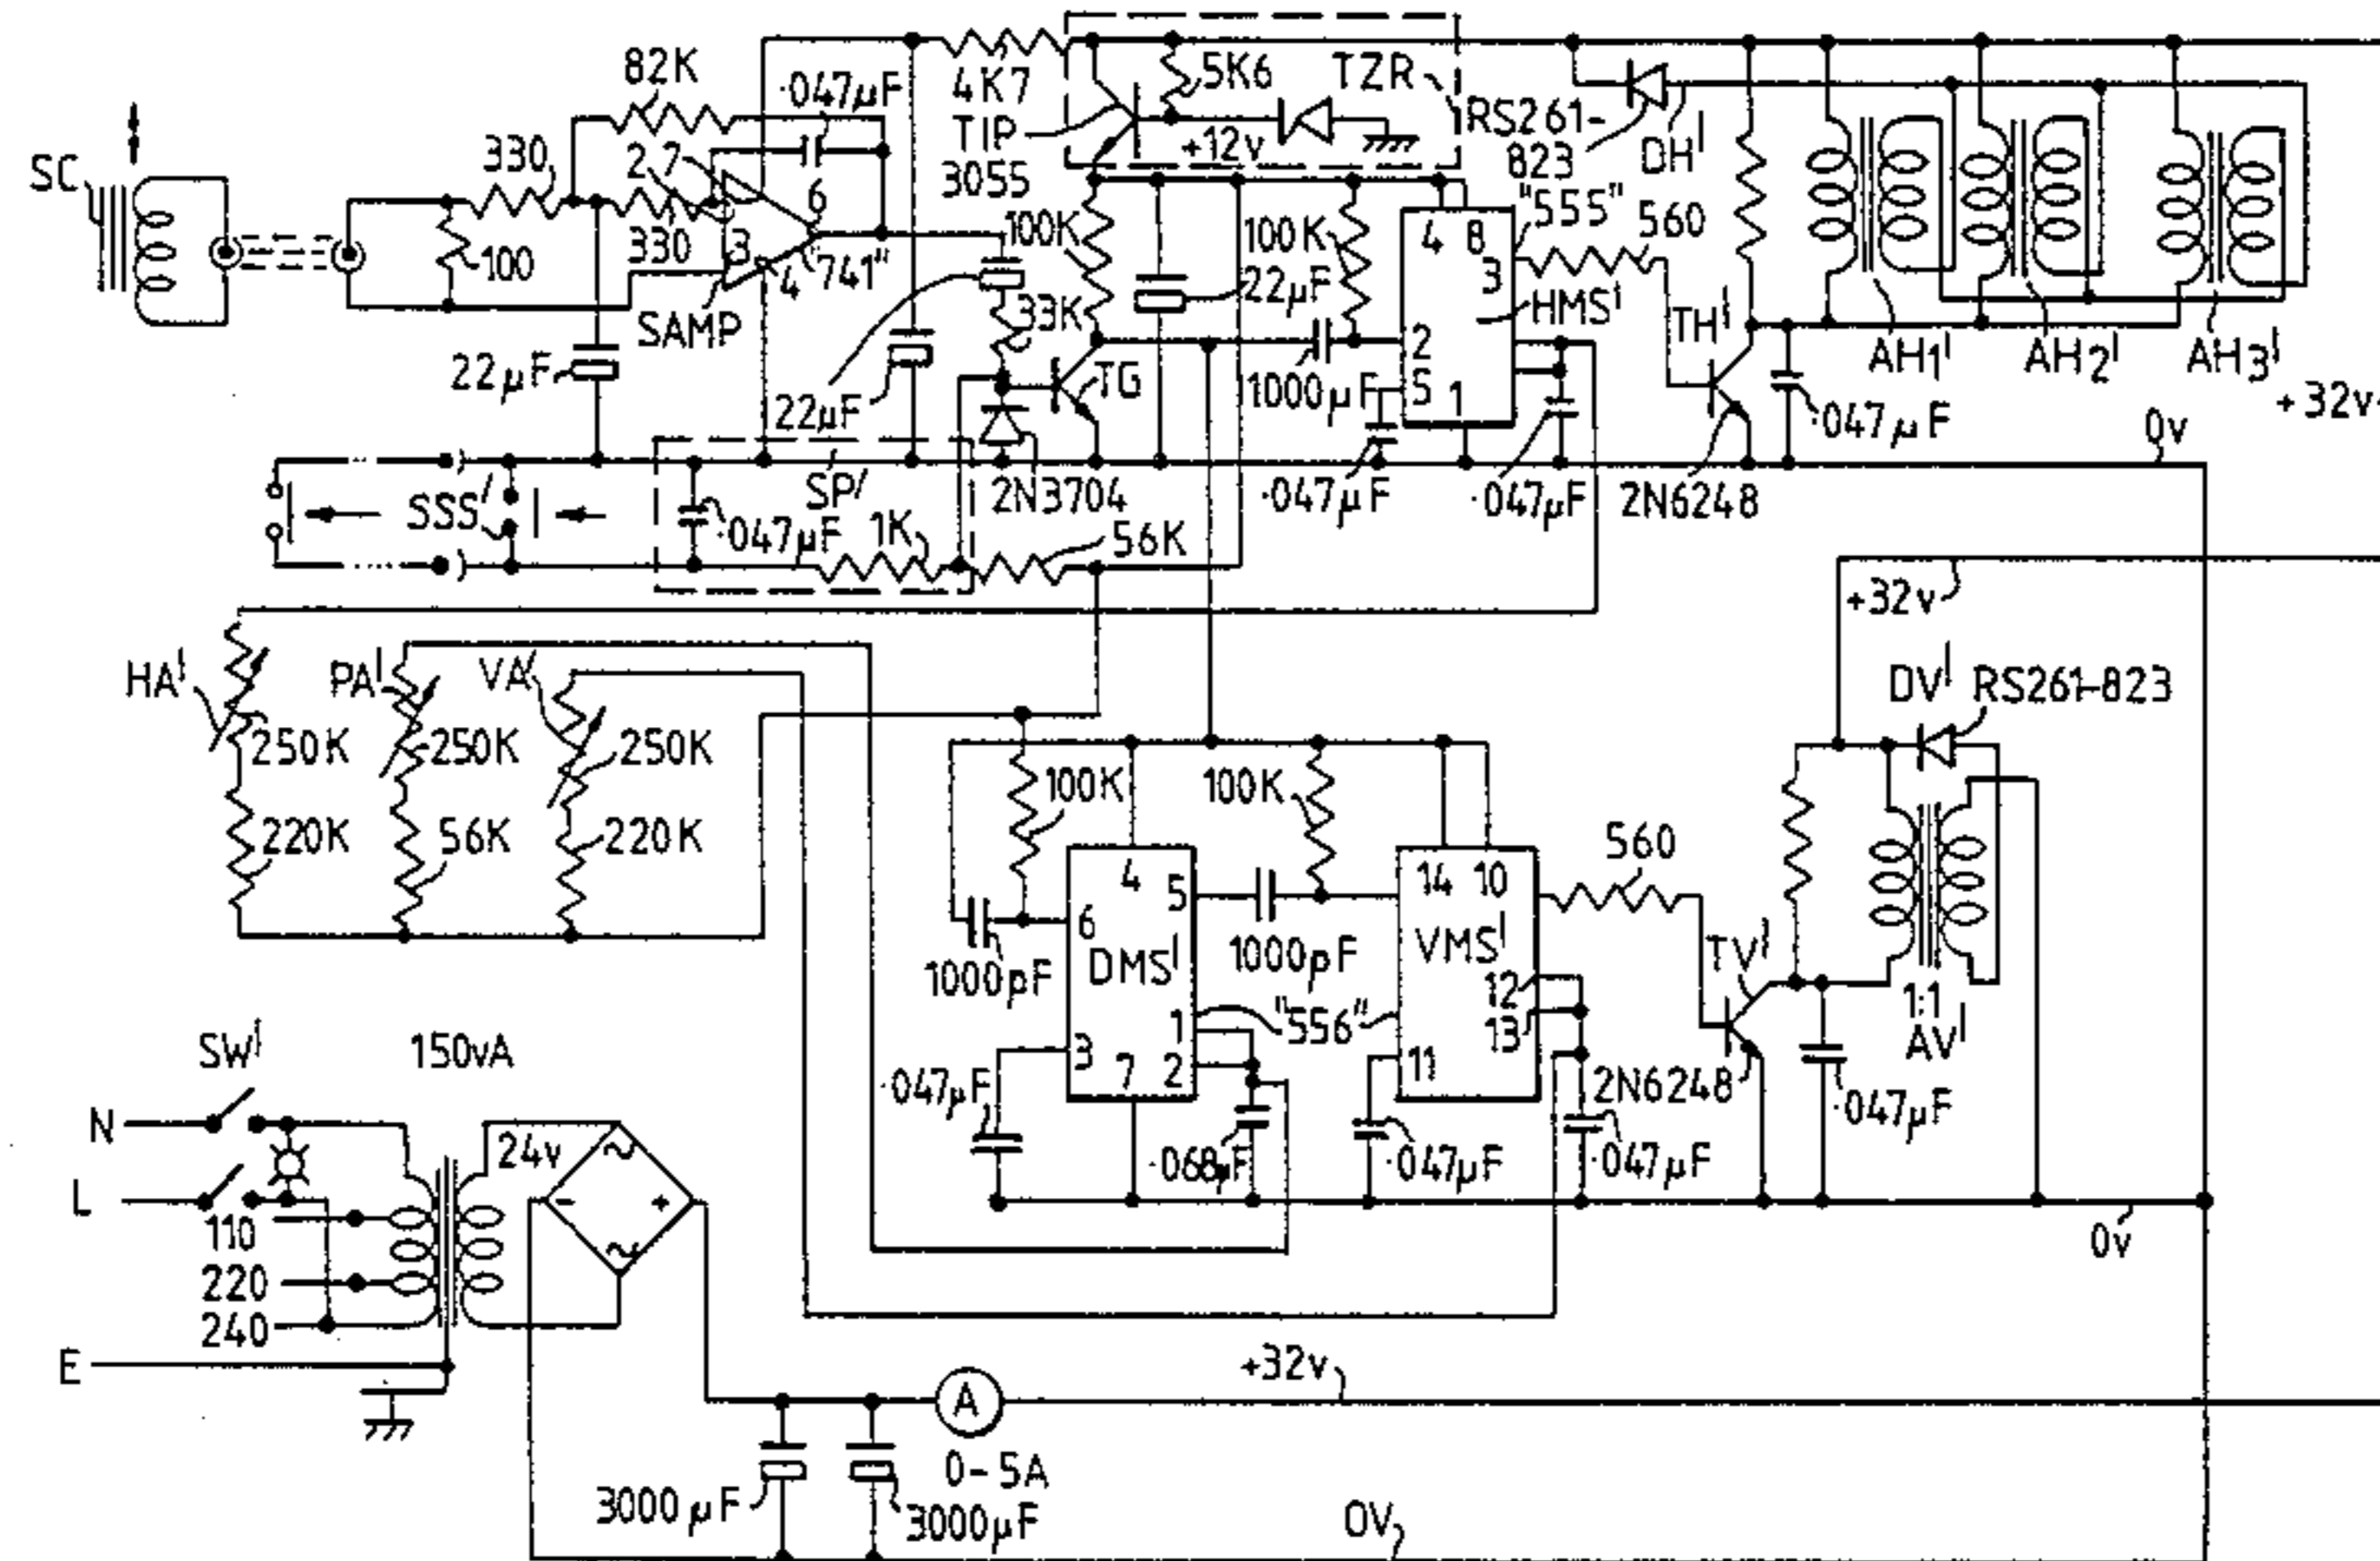 82K
.047µF
4K7
5K6
TZR
TIP
3055
+12v
RS261-
823
DH'
SC
330
2
7
6
"555"
560
330
3
4
"741"
100
100K
100K
4
8
3
SAMP
22µF
HMS'
TH'
33K
22µF
22µF
TG
1000µF
2
5
1
AH1'
AH2'
AH3'
+32v
.047µF
0v
SSS'
SP'
2N3704
.047µF
.047µF
2N6248
.047µF
1K
56K
+32v
HA'
PA'
VA'
DV'
RS261-823
250K
250K
250K
100K
100K
220K
56K
220K
560
4
5
14
10
6
DMS'
1000pF
VMS'
TV'
1000pF
12
1
"556"
13
1:1
AV'
SW'
150vA
3
7
2
11
2N6248
.047µF
.047µF
N
24v
.068µF
.047µF
.047µF
L
-
+
110
220
240
0v
E
+32v
A
0-5A
3000µF
3000µF
0V